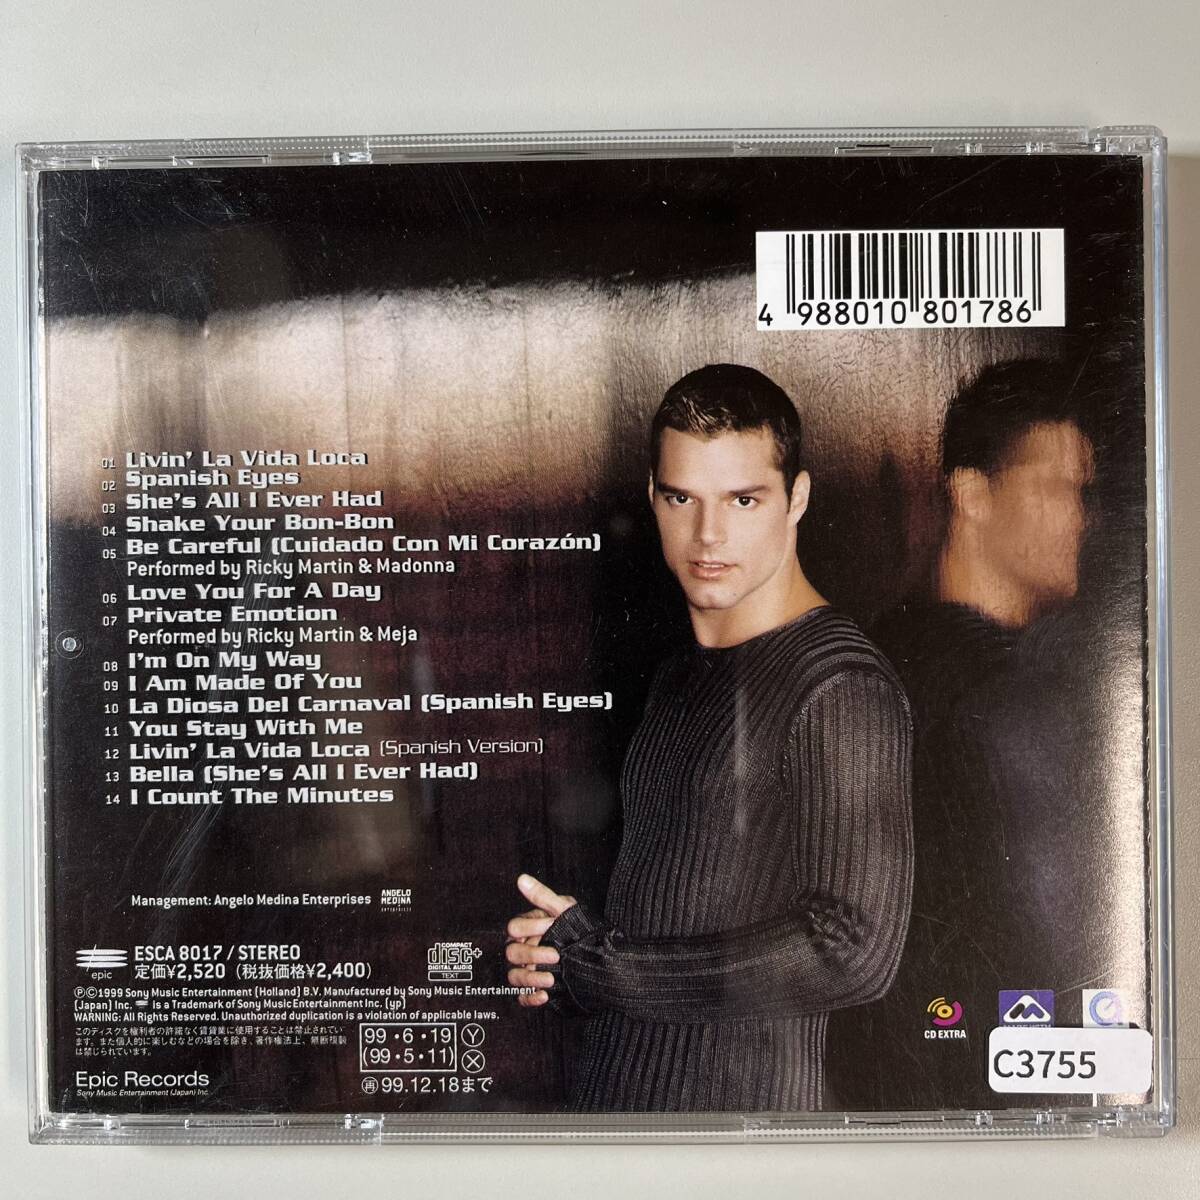 4 988010 801786
01 Livin' La Vida Loca
02 Spanish Eyes
03 She's All I Ever Had
04 Shake Your Bon-Bon
05 Be Careful (Cuidado Con Mi Corazón)
Performed by Ricky Martin & Madonna
06 Love You For A Day
07 Private Emotion
Performed by Ricky Martin & Meja
08 I'm On My Way
09 I Am Made Of You
10 La Diosa Del Carnaval (Spanish Eyes)
11 You Stay With Me
12 Livin' La Vida Loca (Spanish Version)
13 Bella (She's All I Ever Had)
14 I Count The Minutes
Management: Angelo Medina Enterprises
ANGELO
MEDINA
ENTERPRISES
epic
ESCA 8017 / STEREO
定価¥2,520（税抜価格¥2,400）
COMPACT
disc+
DIGITAL AUDIO
TEXT
ⓅⒸ1999 Sony Music Entertainment (Holland) B.V. Manufactured by Sony Music Entertainment
(Japan) Inc. is a Trademark of Sony Music Entertainment Inc. (yp)
WARNING: All Rights Reserved. Unauthorized duplication is a violation of applicable laws.
このディスクを権利者の許諾なく賃貸業に使用することは禁止されてい
ます。また個人的に楽しむなどの場合を除き、著作権法上、無断複製
は禁じられています。
99・6・19 Ⓨ
(99・5・11) Ⓧ
㊢99.12.18まで
Epic Records
Sony Music Entertainment (Japan) Inc.
CD EXTRA
MADE WITH
C3755